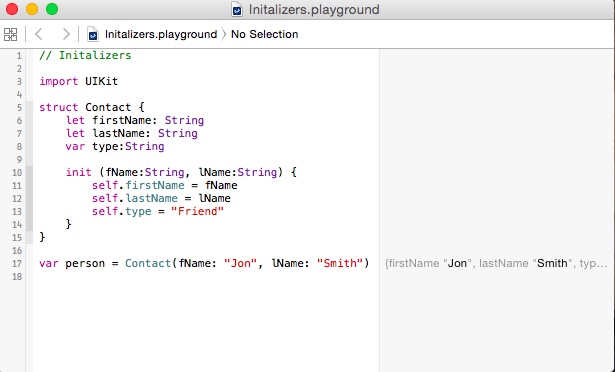 Initalizers.playground
Initalizers.playground 〉 No Selection
1 // Initalizers
2
3 import UIKit
4
5 struct Contact {
6 let firstName: String
7 let lastName: String
8 var type:String
9
10 init (fName:String, lName:String) {
11 self.firstName = fName
12 self.lastName = lName
13 self.type = "Friend"
14 }
15 }
16
17 var person = Contact(fName: "Jon", lName: "Smith") {firstName "Jon", lastName "Smith", typ...
18